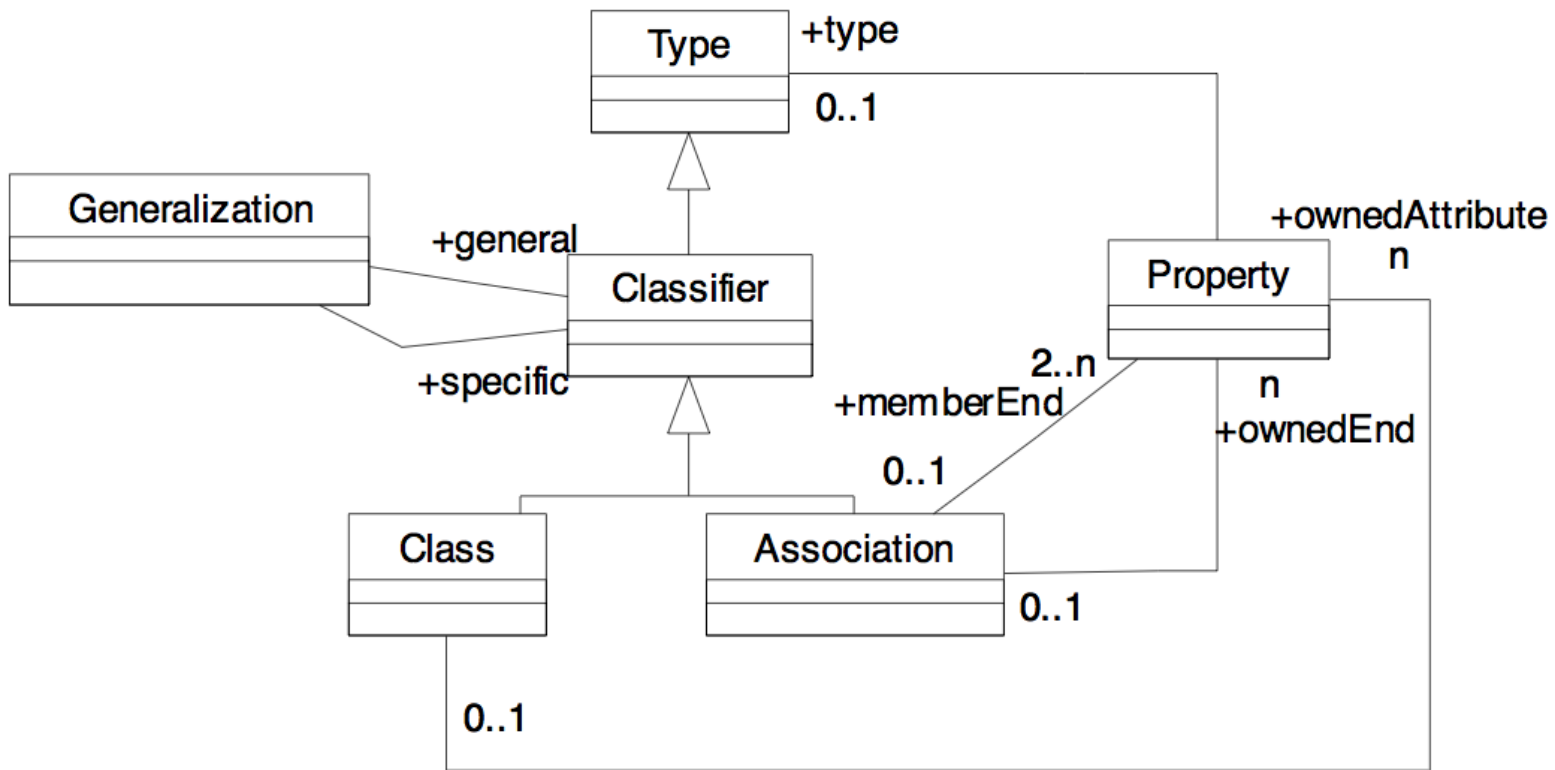 Type
+type
0..1
Generalization
+general
Classifier
+specific
+ownedAttribute
n
Property
2..n
+memberEnd
n
+ownedEnd
0..1
Class
Association
0..1
0..1